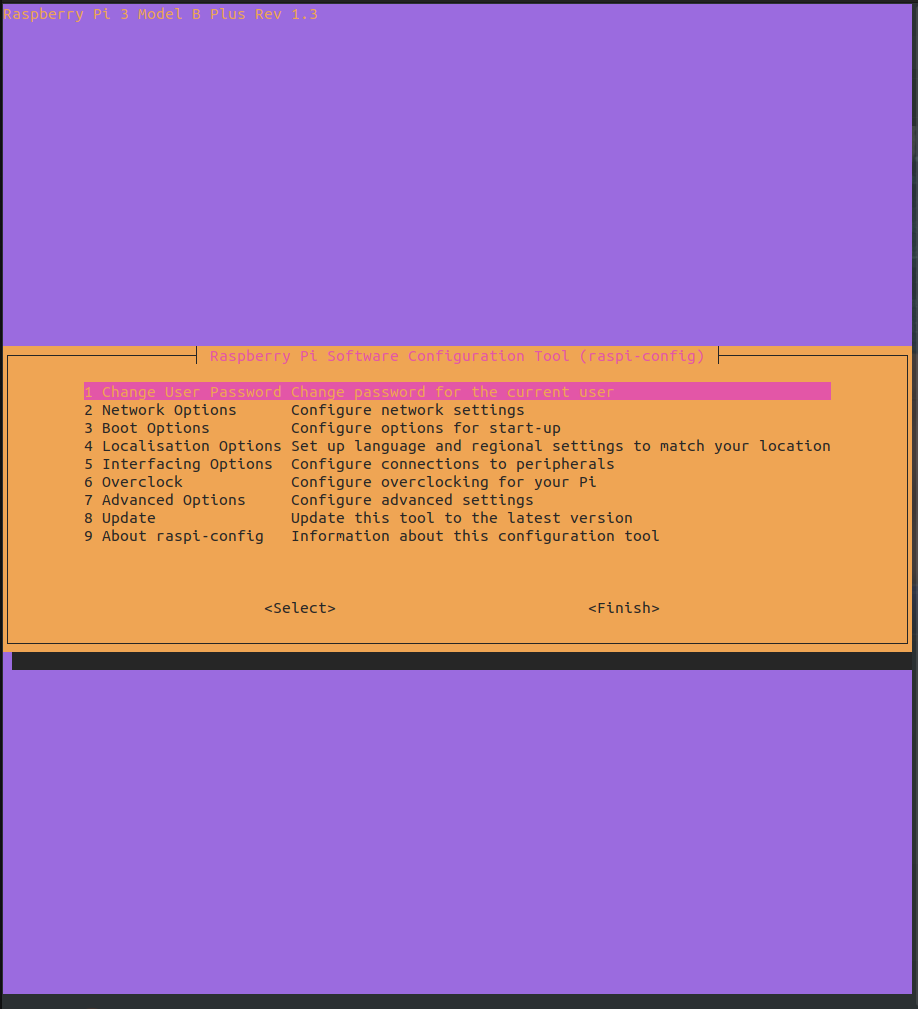 Raspberry Pi 3 Model B Plus Rev 1.3
Raspberry Pi Software Configuration Tool (raspi-config)
1 Change User Password Change password for the current user
2 Network Options Configure network settings
3 Boot Options Configure options for start-up
4 Localisation Options Set up language and regional settings to match your location
5 Interfacing Options Configure connections to peripherals
6 Overclock Configure overclocking for your Pi
7 Advanced Options Configure advanced settings
8 Update Update this tool to the latest version
9 About raspi-config Information about this configuration tool
<Select> <Finish>